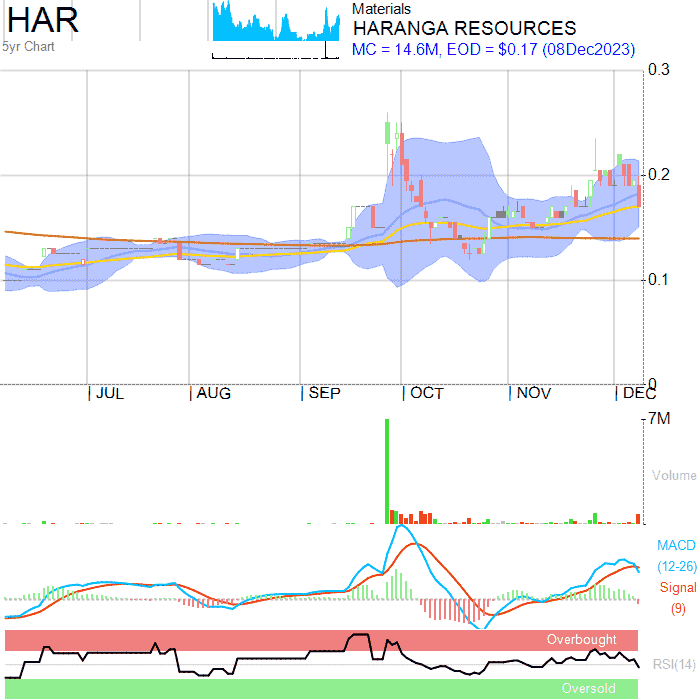 HAR
5yr Chart
Materials
HARANGA RESOURCES
MC = 14.6M, EOD = $0.17 (08Dec2023)
0.3
0.2
0.1
0
JUL AUG SEP OCT NOV DEC
7M
Volume
MACD
(12-26)
Signal
(9)
Overbought
RSI(14)
Oversold